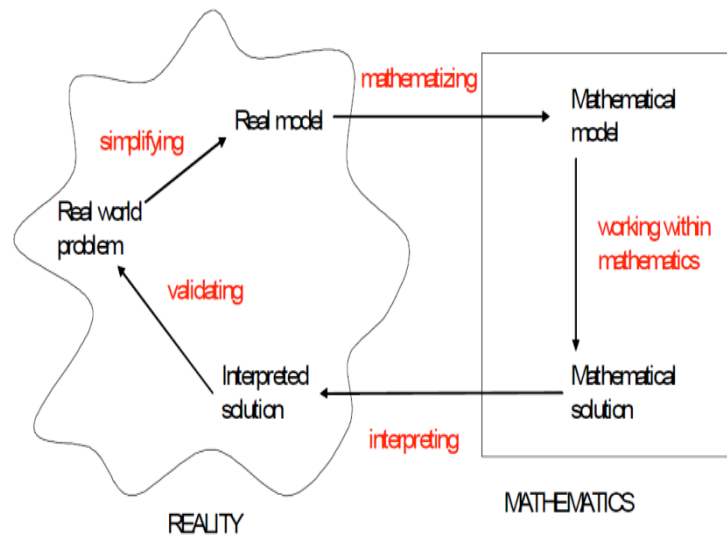 mathematizing
Mathematical
model
Real model
simplifying
Real world
problem
working within
mathematics
validating
Interpreted
solution
Mathematical
solution
interpreting
MATHEMATICS
REALITY